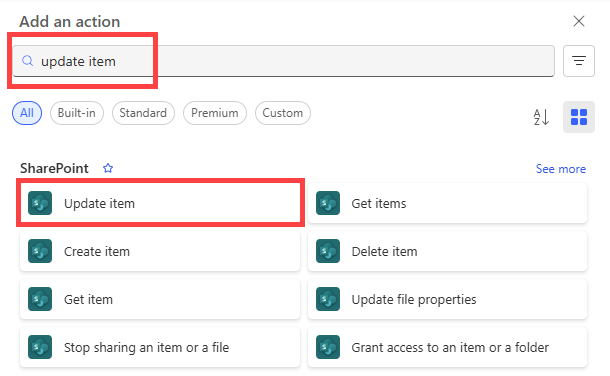 Add an action
update item
All Built-in Standard Premium Custom
SharePoint See more
Update item Get items
Create item Delete item
Get item Update file properties
Stop sharing an item or a file Grant access to an item or a folder